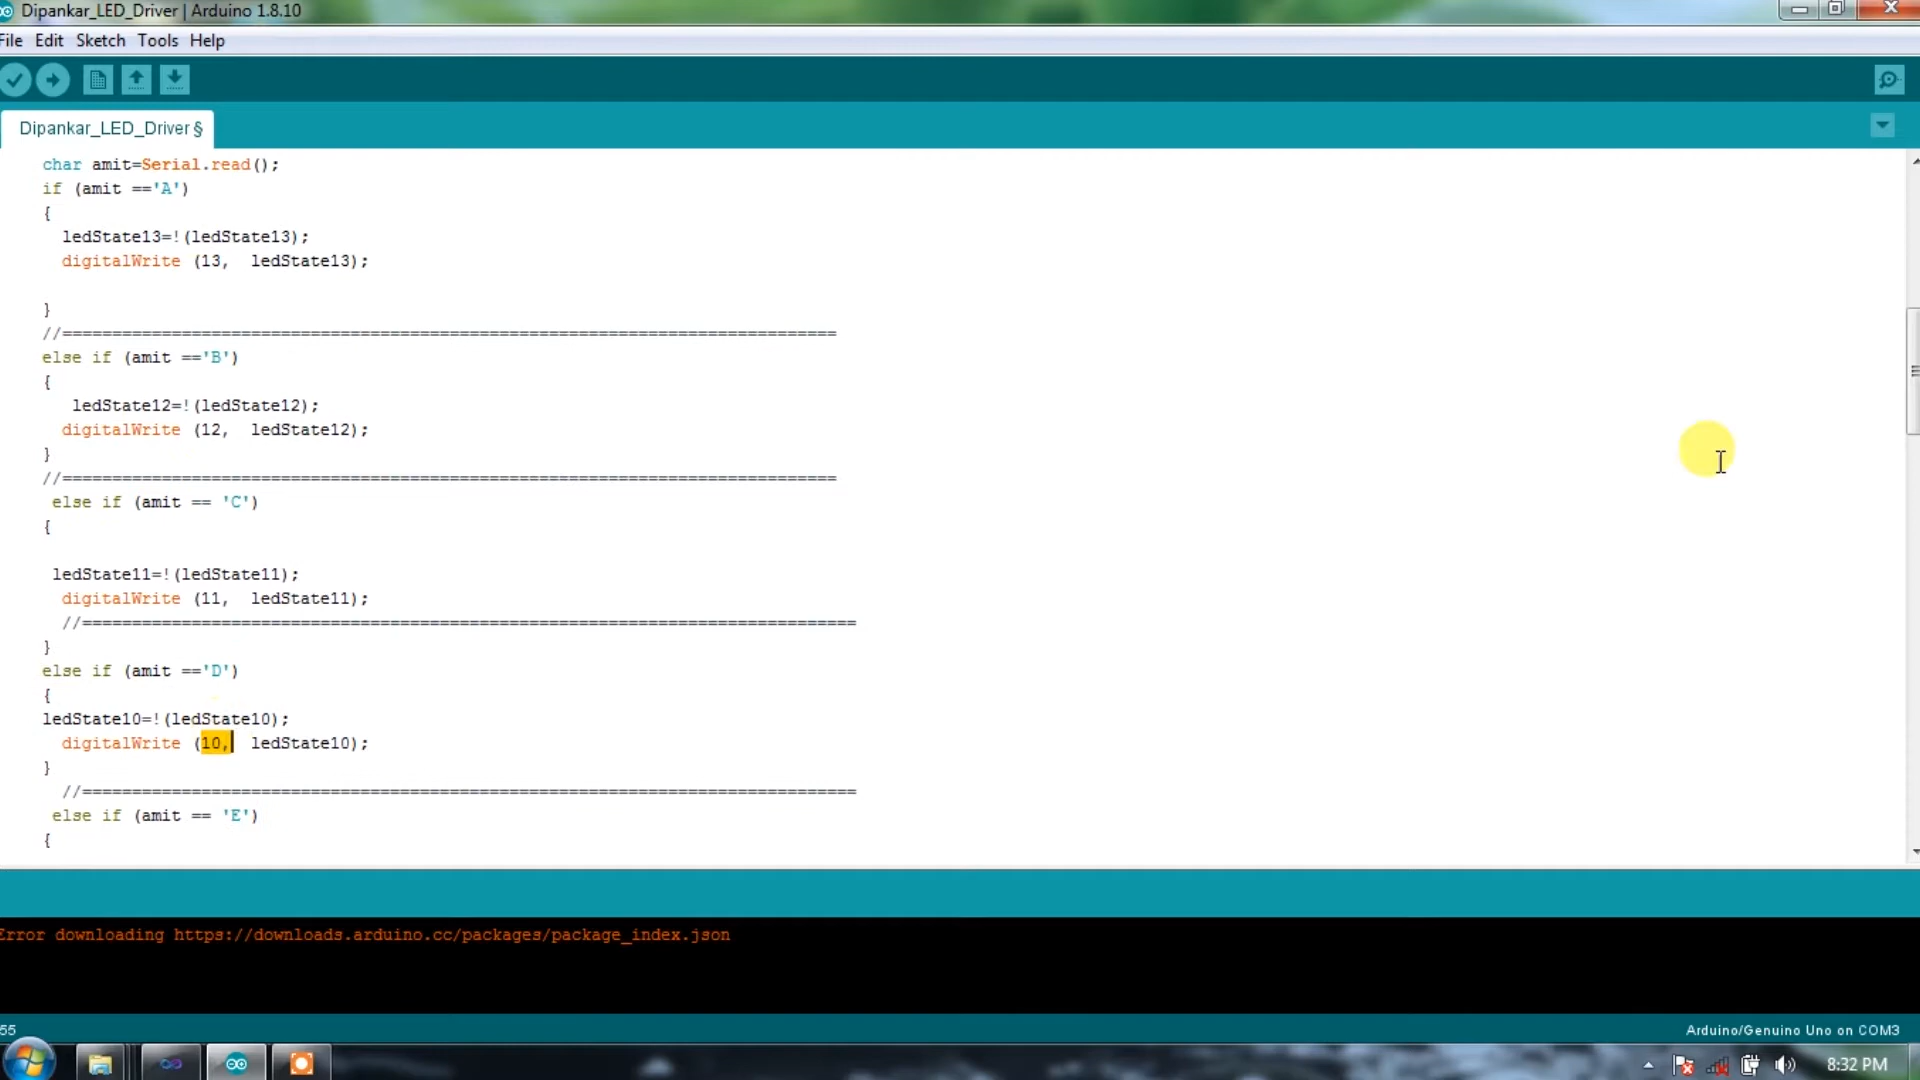 Dipankar_LED_Driver | Arduino 1.8.10
File Edit Sketch Tools Help
Dipankar_LED_Driver §
char amit=Serial.read();
if (amit =='A')
{
ledState13=!(ledState13);
digitalWrite (13,  ledState13);
}
//==============================================================================
else if (amit =='B')
{
ledState12=!(ledState12);
digitalWrite (12,  ledState12);
}
//==============================================================================
else if (amit == 'C')
{
ledState11=!(ledState11);
digitalWrite (11,  ledState11);
//==============================================================================
}
else if (amit =='D')
{
ledState10=!(ledState10);
digitalWrite (10,  ledState10);
}
//==============================================================================
else if (amit == 'E')
{
Error downloading https://downloads.arduino.cc/packages/package_index.json
55
Arduino/Genuino Uno on COM3
8:32 PM